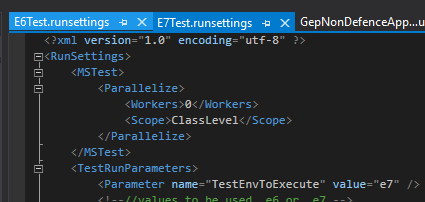 E6Test.runsettings E7Test.runsettings GepNonDefenceApp...u
<?xml version="1.0" encoding="utf-8" ?>
<RunSettings>
<MSTest>
<Parallelize>
<Workers>0</Workers>
<Scope>ClassLevel</Scope>
</Parallelize>
</MSTest>
<TestRunParameters>
<Parameter name="TestEnvToExecute" value="e7" />
<!--//values to be used e6 or e7 -->